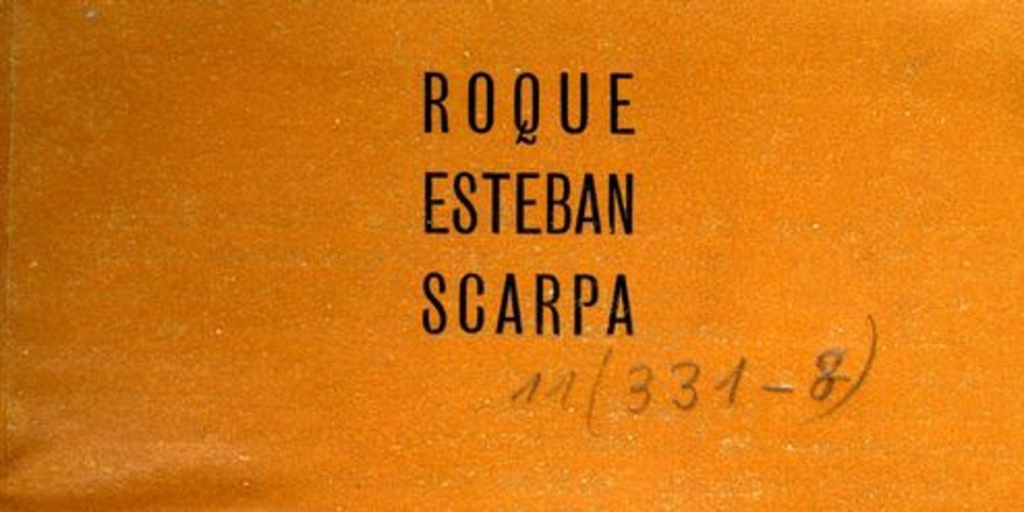 ROQUE
ESTEBAN
SCARPA
11(331-8)